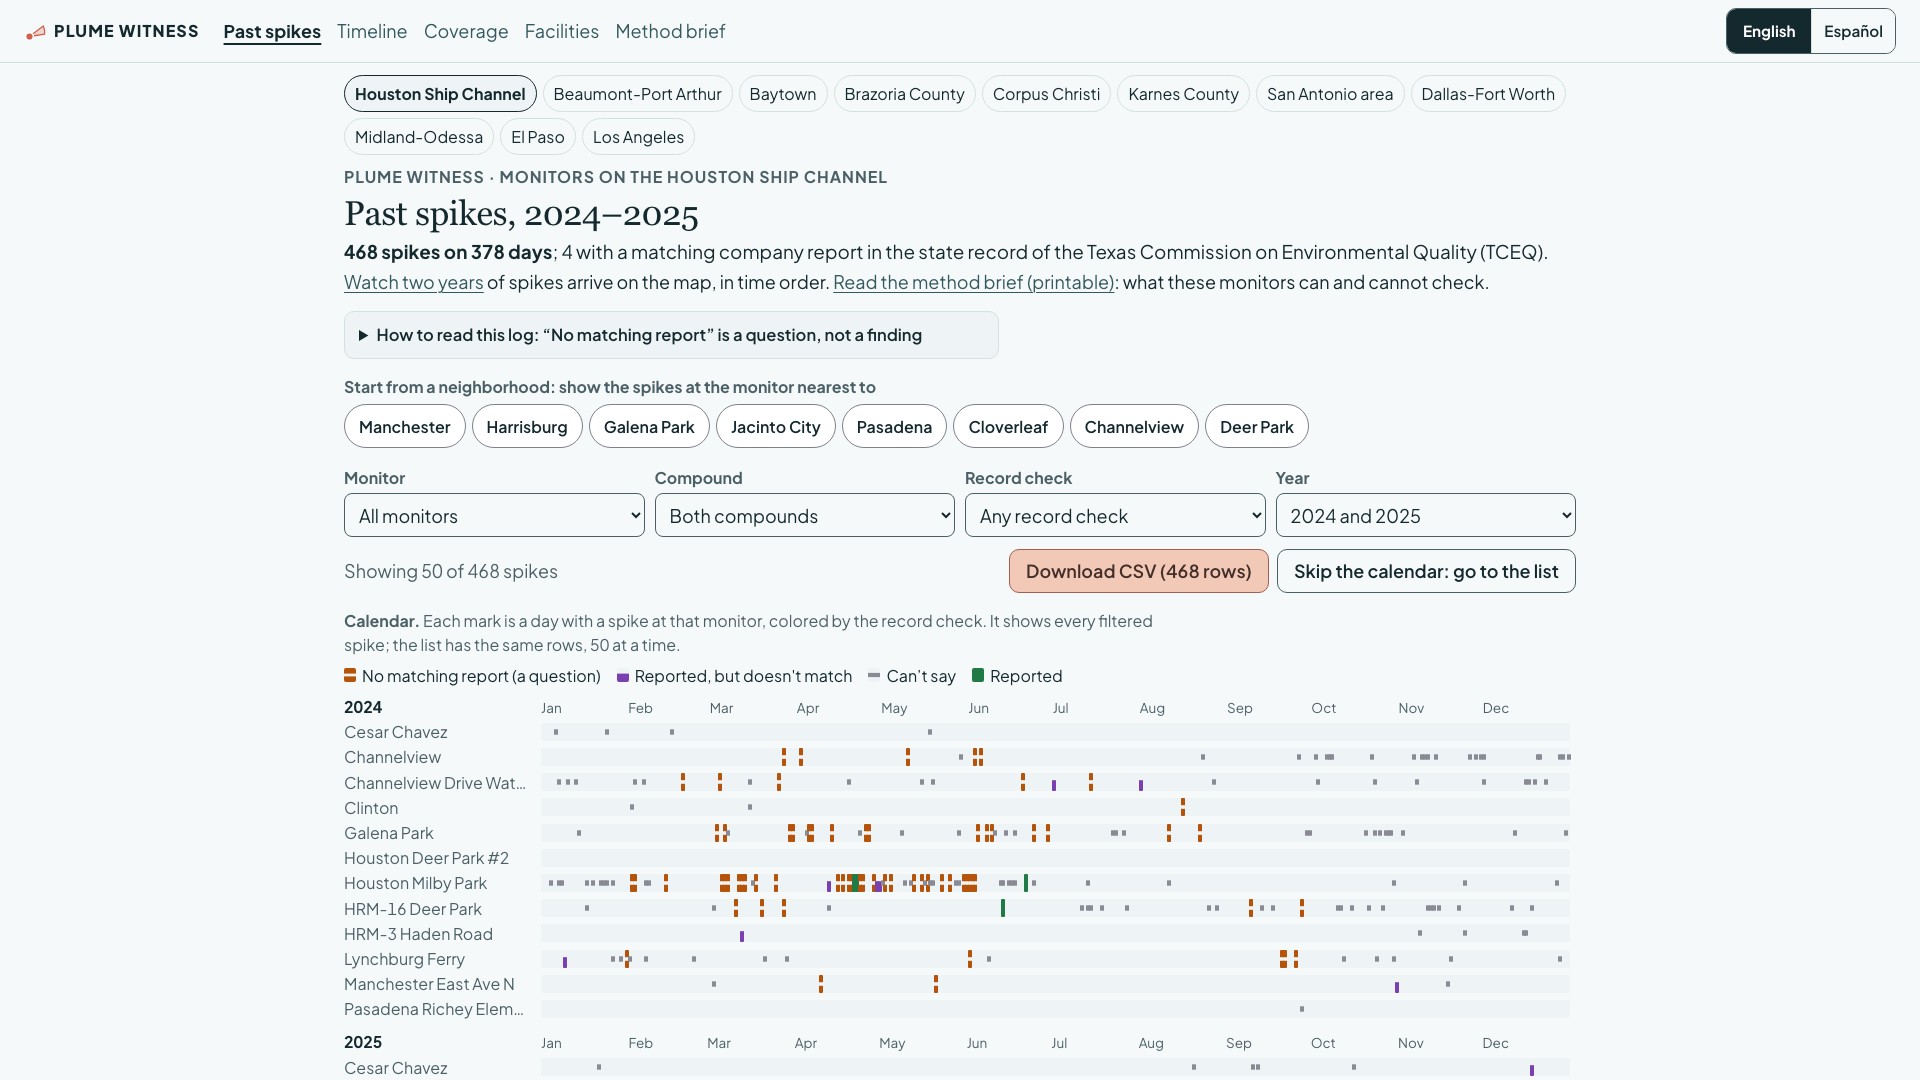 PLUME WITNESS Past spikes Timeline Coverage Facilities Method brief English Español
Houston Ship Channel Beaumont-Port Arthur Baytown Brazoria County Corpus Christi Karnes County San Antonio area Dallas-Fort Worth
Midland-Odessa El Paso Los Angeles
PLUME WITNESS · MONITORS ON THE HOUSTON SHIP CHANNEL
Past spikes, 2024–2025
468 spikes on 378 days; 4 with a matching company report in the state record of the Texas Commission on Environmental Quality (TCEQ).
Watch two years of spikes arrive on the map, in time order. Read the method brief (printable): what these monitors can and cannot check.
How to read this log: “No matching report” is a question, not a finding
Start from a neighborhood: show the spikes at the monitor nearest to
Manchester Harrisburg Galena Park Jacinto City Pasadena Cloverleaf Channelview Deer Park
Monitor Compound Record check Year
All monitors Both compounds Any record check 2024 and 2025
Showing 50 of 468 spikes Download CSV (468 rows) Skip the calendar: go to the list
Calendar. Each mark is a day with a spike at that monitor, colored by the record check. It shows every filtered
spike; the list has the same rows, 50 at a time.
No matching report (a question) Reported, but doesn't match Can’t say Reported
2024 Jan Feb Mar Apr May Jun Jul Aug Sep Oct Nov Dec
Cesar Chavez
Channelview
Channelview Drive Wat…
Clinton
Galena Park
Houston Deer Park #2
Houston Milby Park
HRM-16 Deer Park
HRM-3 Haden Road
Lynchburg Ferry
Manchester East Ave N
Pasadena Richey Elem…
2025 Jan Feb Mar Apr May Jun Jul Aug Sep Oct Nov Dec
Cesar Chavez